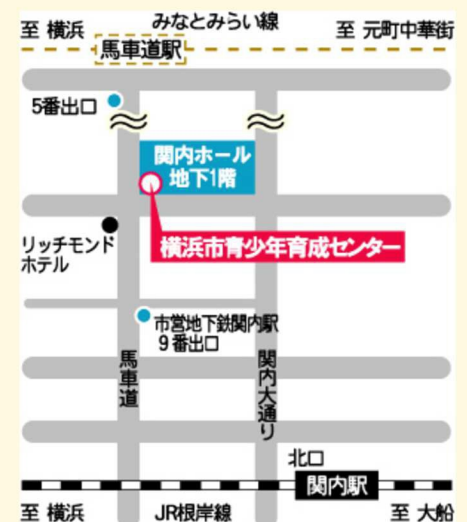 至 横浜
みなとみらい線
至 元町中華街
馬車道駅
5番出口
関内ホール
地下1階
リッチモンド
ホテル
横浜市青少年育成センター
市営地下鉄関内駅
9番出口
馬車道
関内大通り
北口
関内駅
至 横浜
JR根岸線
至 大船